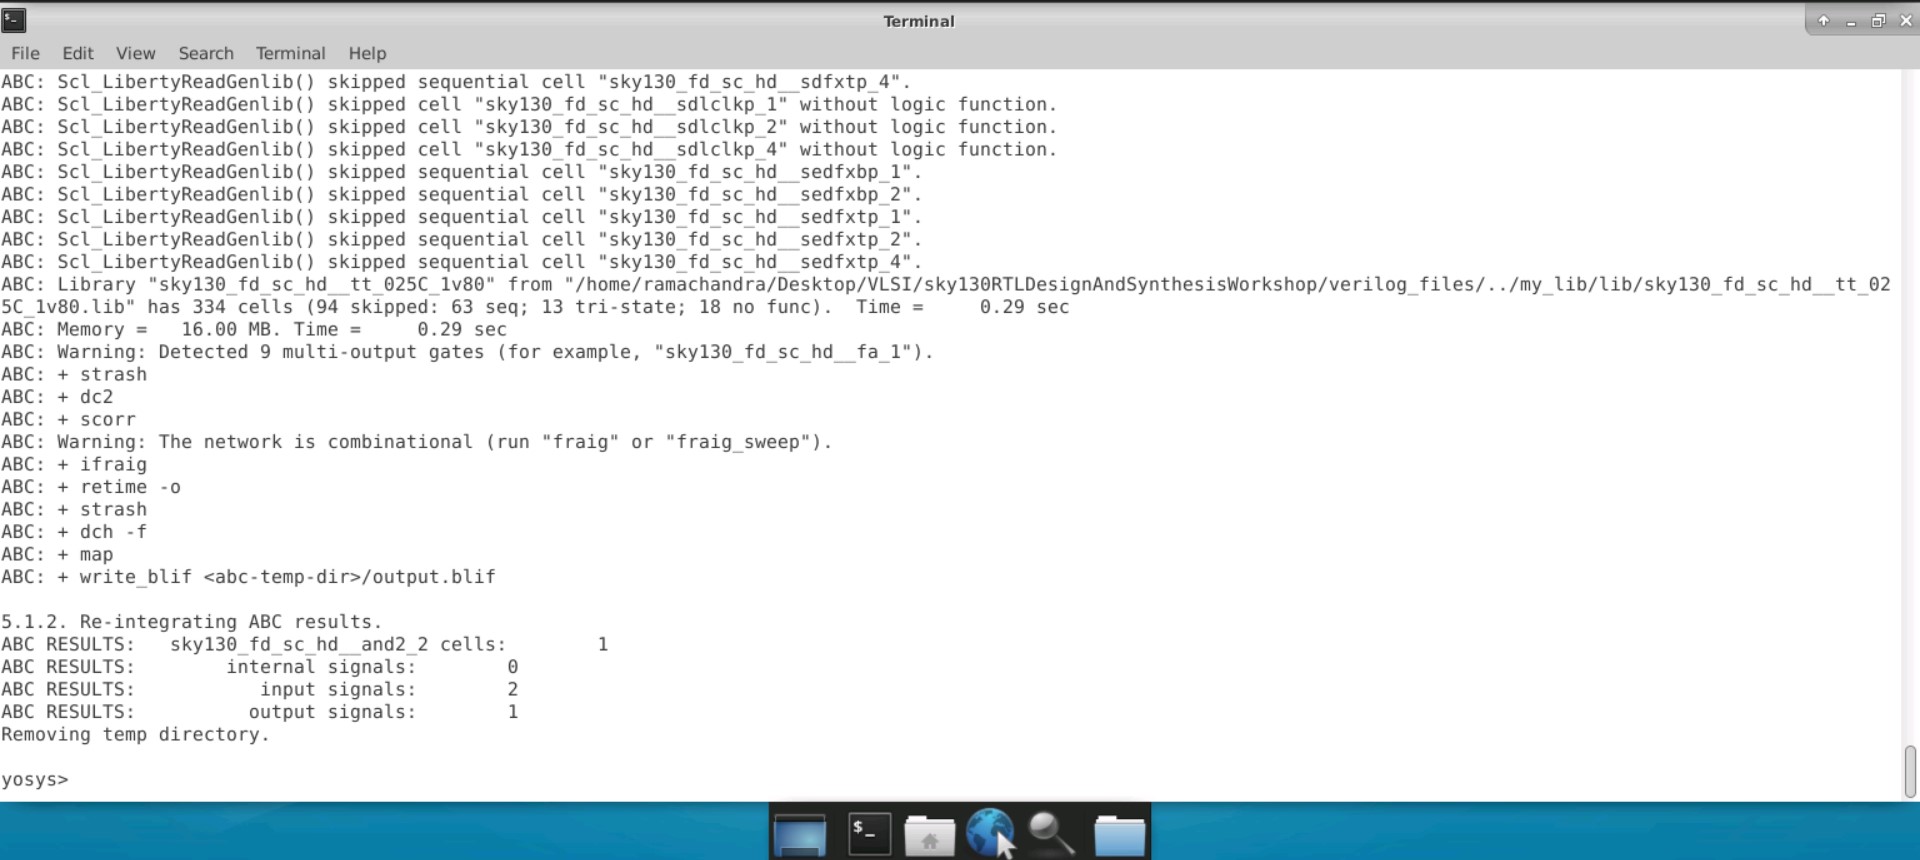 Terminal
File Edit View Search Terminal Help
ABC: Scl_LibertyReadGenlib() skipped sequential cell "sky130_fd_sc_hd__sdfxtp_4".
ABC: Scl_LibertyReadGenlib() skipped cell "sky130_fd_sc_hd__sdlclkp_1" without logic function.
ABC: Scl_LibertyReadGenlib() skipped cell "sky130_fd_sc_hd__sdlclkp_2" without logic function.
ABC: Scl_LibertyReadGenlib() skipped cell "sky130_fd_sc_hd__sdlclkp_4" without logic function.
ABC: Scl_LibertyReadGenlib() skipped sequential cell "sky130_fd_sc_hd__sedfxbp_1".
ABC: Scl_LibertyReadGenlib() skipped sequential cell "sky130_fd_sc_hd__sedfxbp_2".
ABC: Scl_LibertyReadGenlib() skipped sequential cell "sky130_fd_sc_hd__sedfxtp_1".
ABC: Scl_LibertyReadGenlib() skipped sequential cell "sky130_fd_sc_hd__sedfxtp_2".
ABC: Scl_LibertyReadGenlib() skipped sequential cell "sky130_fd_sc_hd__sedfxtp_4".
ABC: Library "sky130_fd_sc_hd__tt_025C_1v80" from "/home/ramachandra/Desktop/VLSI/sky130RTLDesignAndSynthesisWorkshop/verilog_files/../my_lib/lib/sky130_fd_sc_hd__tt_02
5C_1v80.lib" has 334 cells (94 skipped: 63 seq; 13 tri-state; 18 no func).  Time =     0.29 sec
ABC: Memory =   16.00 MB. Time =     0.29 sec
ABC: Warning: Detected 9 multi-output gates (for example, "sky130_fd_sc_hd__fa_1").
ABC: + strash
ABC: + dc2
ABC: + scorr
ABC: Warning: The network is combinational (run "fraig" or "fraig_sweep").
ABC: + ifraig
ABC: + retime -o
ABC: + strash
ABC: + dch -f
ABC: + map
ABC: + write_blif <abc-temp-dir>/output.blif
5.1.2. Re-integrating ABC results.
ABC RESULTS:   sky130_fd_sc_hd__and2_2 cells:        1
ABC RESULTS:        internal signals:        0
ABC RESULTS:           input signals:        2
ABC RESULTS:          output signals:        1
Removing temp directory.
yosys>
$_